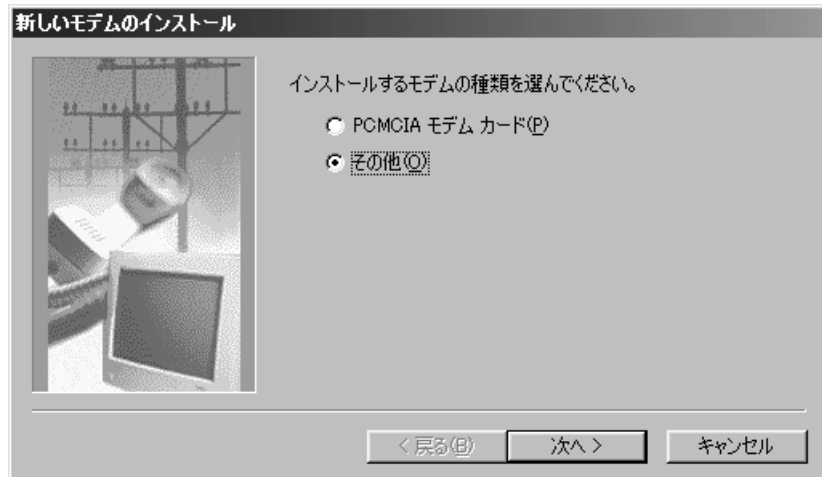 新しいモデムのインストール
インストールするモデムの種類を選んでください。
PCMCIA モデム カード(P)
その他(O)
< 戻る(B)
次へ >
キャンセル